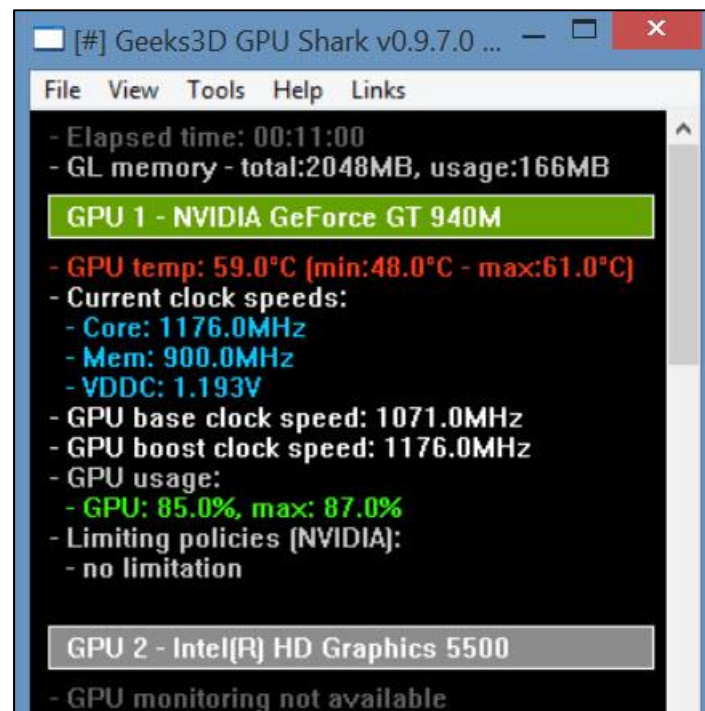 [#] Geeks3D GPU Shark v0.9.7.0 ...
File View Tools Help Links
- Elapsed time: 00:11:00
- GL memory - total:2048MB, usage:166MB
GPU 1 - NVIDIA GeForce GT 940M
- GPU temp: 59.0°C (min:48.0°C - max:61.0°C)
- Current clock speeds:
- Core: 1176.0MHz
- Mem: 900.0MHz
- VDDC: 1.193V
- GPU base clock speed: 1071.0MHz
- GPU boost clock speed: 1176.0MHz
- GPU usage:
- GPU: 85.0%, max: 87.0%
- Limiting policies (NVIDIA):
- no limitation
GPU 2 - Intel(R) HD Graphics 5500
- GPU monitoring not available